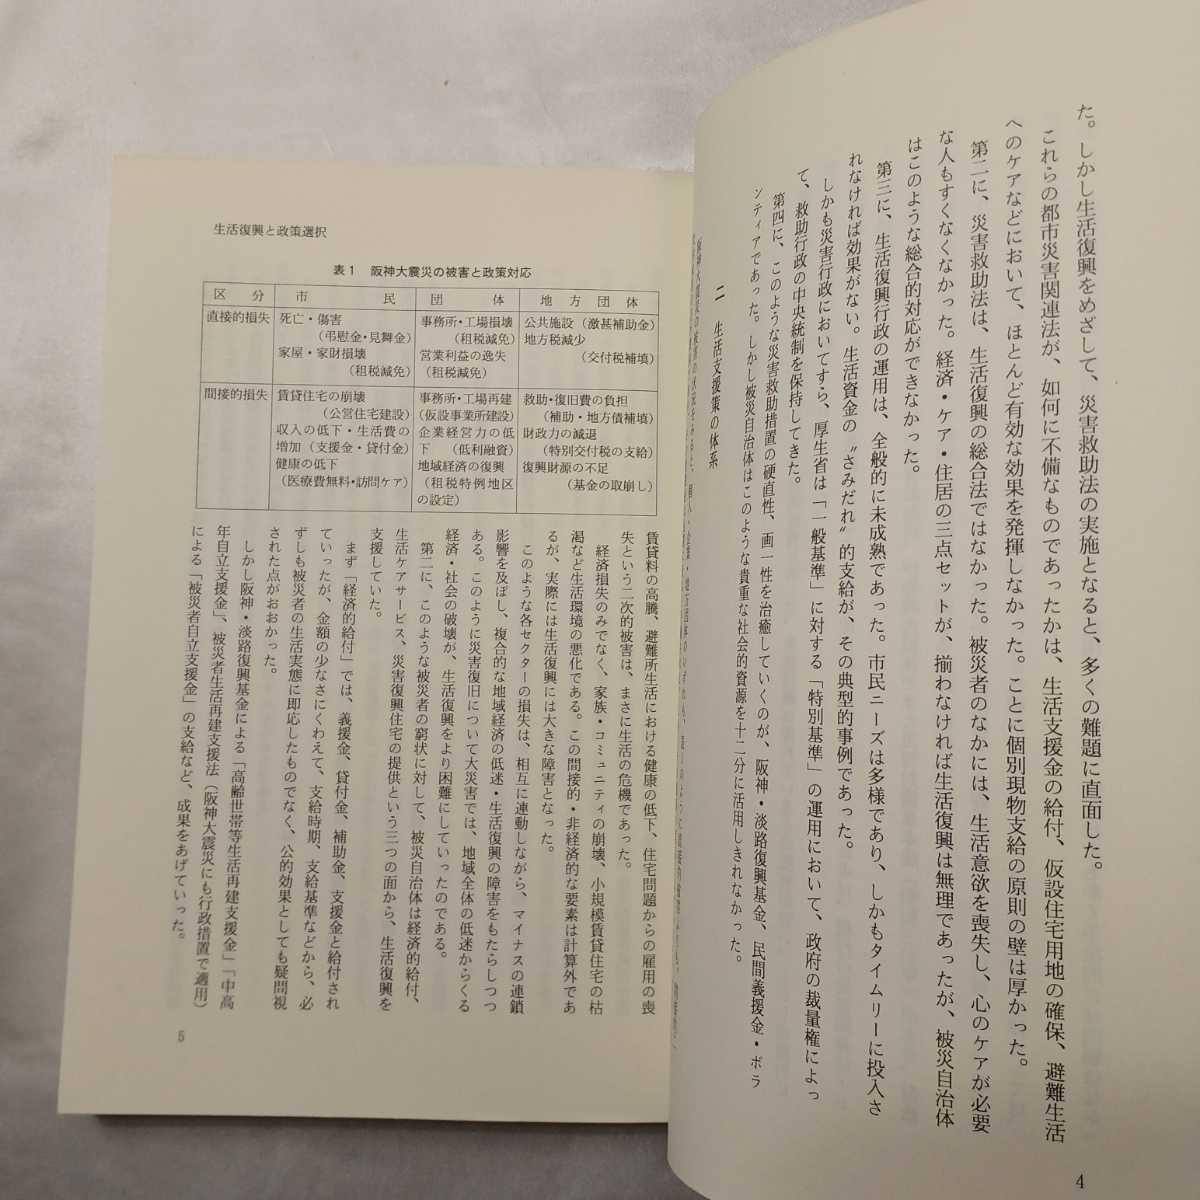 た。しかし生活復興をめざして、災害救助法の実施となると、多くの難題に直面した。
これらの都市災害関連法が、如何に不備なものであったかは、生活支援金の給付、仮設住宅用地の確保、避難生活
へのケアなどにおいて、ほとんど有効な効果を発揮しなかった。ことに個別現物支給の原則の壁は厚かった。
第二に、災害救助法は、生活復興の総合法ではなかった。被災者のなかには、生活意欲を喪失し、心のケアが必要
な人もすくなくなかった。経済・ケア・住居の三点セットが、揃わなければ生活復興は無理であったが、被災自治体
はこのような総合的対応ができなかった。
第三に、生活復興行政の運用は、全般的に未成熟であった。市民ニーズは多様であり、しかもタイムリーに投入さ
れなければ効果がない。生活資金の〝さみだれ〟的支給が、その典型的事例であった。
しかも災害行政においてすら、厚生省は「一般基準」に対する「特別基準」の運用において、政府の裁量権によっ
て、救助行政の中央統制を保持してきた。
第四に、このような災害救助措置の硬直性、画一性を治癒していくのが、阪神・淡路復興基金、民間義援金・ボラ
ンティアであった。しかし被災自治体はこのような貴重な社会的資源を十二分に活用しきれなかった。
二　生活支援策の体系
4
生活復興と政策選択
表1　阪神大震災の被害と政策対応
区　分　市　民　団　体　地方団体
直接的損失
死亡・傷害
（弔慰金・見舞金）
家屋・家財損壊
（租税減免）
事務所・工場損壊
（租税減免）
営業利益の逸失
（租税減免）
公共施設（激甚補助金）
地方税減少
（交付税補填）
間接的損失
賃貸住宅の崩壊
（公営住宅建設）
収入の低下・生活費の
増加（支援金・貸付金）
健康の低下
（医療費無料・訪問ケア）
事務所・工場再建
（仮設事業所建設）
企業経営力の低
下　（低利融資）
地域経済の復興
（租税特例地区
の設定）
救助・復旧費の負担
（補助・地方債補填）
財政力の減退
（特別交付税の支給）
復興財源の不足
（基金の取崩し）
賃貸料の高騰、避難所生活における健康の低下、住宅問題からの雇用の喪
失という二次的被害は、まさに生活の危機であった。
経済損失のみでなく、家族・コミュニティの崩壊、小規模賃貸住宅の枯
渇など生活環境の悪化である。この間接的・非経済的な要素は計算外であ
るが、実際には生活復興には大きな障害となった。
このような各セクターの損失は、相互に連動しながら、マイナスの連鎖
影響を及ぼし、複合的な地域経済の低迷・生活復興の障害をもたらしつつ
ある。このように災害復旧について大災害では、地域全体の低迷からくる
経済・社会の破壊が、生活復興をより困難にしていったのである。
第二に、このような被災者の窮状に対して、被災自治体は経済的給付、
生活ケアサービス、災害復興住宅の提供という三つの面から、生活復興を
支援していた。
まず「経済的給付」では、義援金、貸付金、補助金、支援金と給付され
ていったが、金額の少なさにくわえて、支給時期、支給基準などから、必
ずしも被災者の生活実態に即応したものでなく、公的効果としても疑問視
された点がおおかった。
しかし阪神・淡路復興基金による「高齢世帯等生活再建支援金」「中高
年自立支援金」、被災者生活再建支援法（阪神大震災にも行政措置で適用）
による「被災者自立支援金」の支給など、成果をあげていった。
5